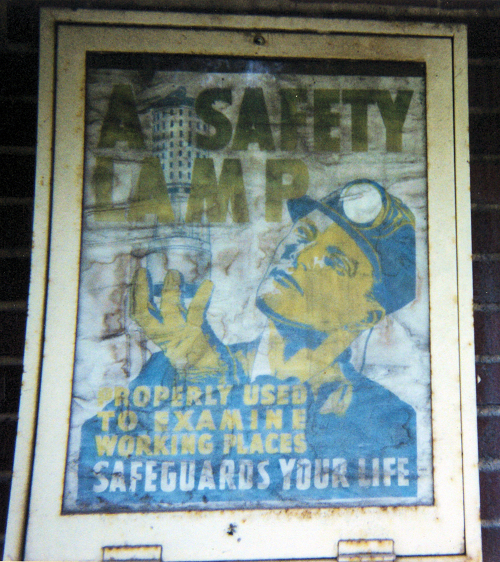 A SAFETY
LAMP
PROPERLY USED
TO EXAMINE
WORKING PLACES
SAFEGUARDS YOUR LIFE